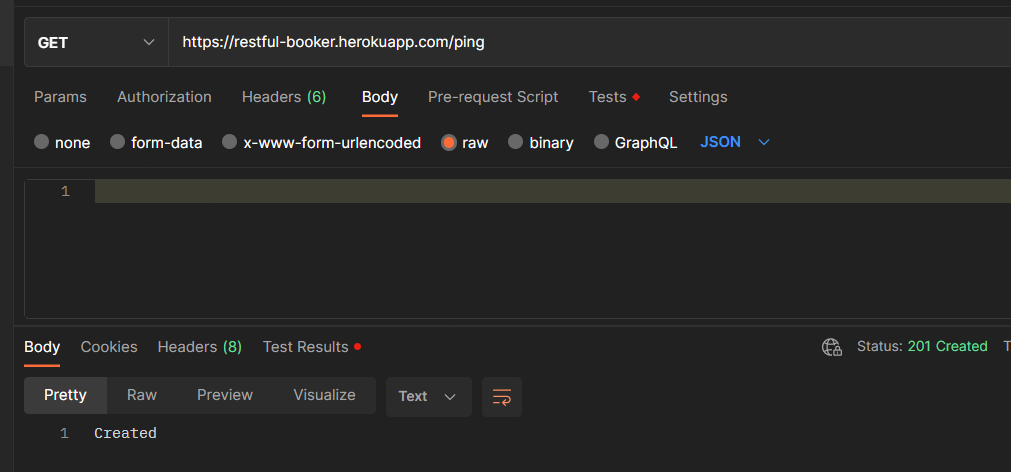 GET https://restful-booker.herokuapp.com/ping
Params Authorization Headers (6) Body Pre-request Script Tests Settings
none form-data x-www-form-urlencoded raw binary GraphQL JSON
1
Body Cookies Headers (8) Test Results Status: 201 Created T
Pretty Raw Preview Visualize Text
1 Created